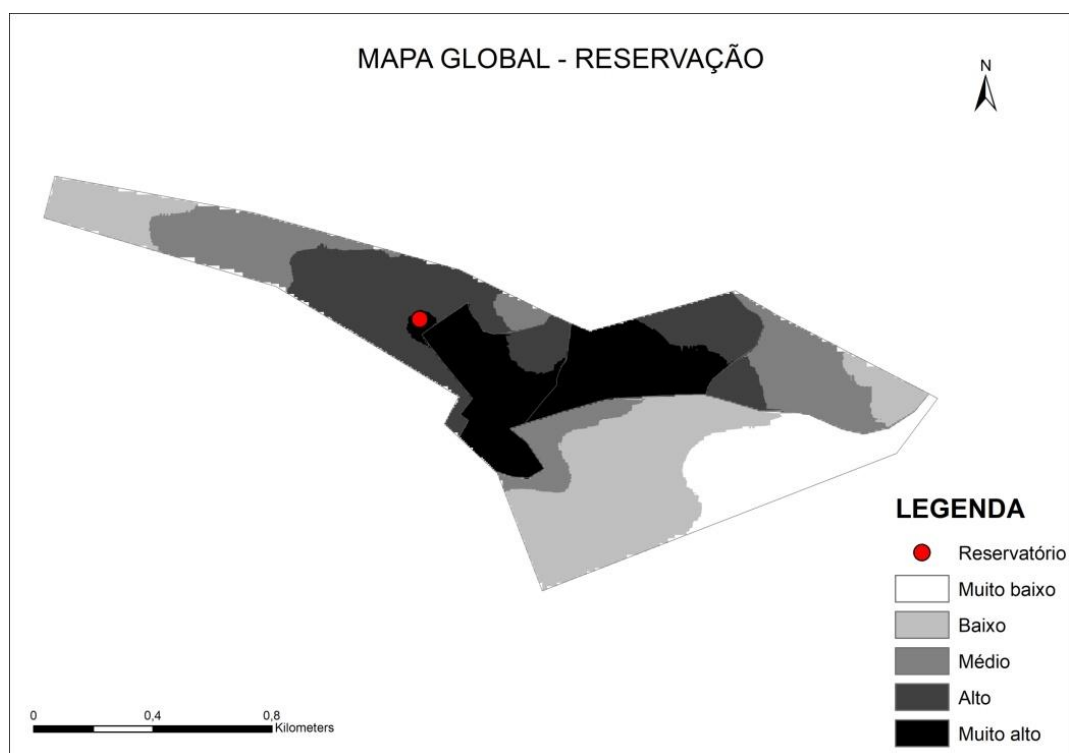 MAPA GLOBAL - RESERVAÇÃO
N
LEGENDA
Reservatório
Muito baixo
Baixo
Médio
Alto
Muito alto
0 0,4 0,8
Kilometers